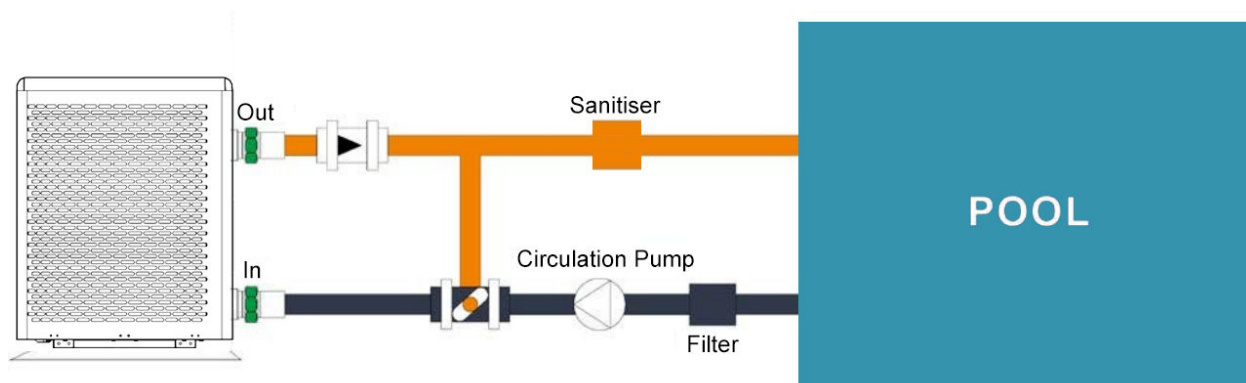 Out
Sanitiser
POOL
In
Circulation Pump
Filter